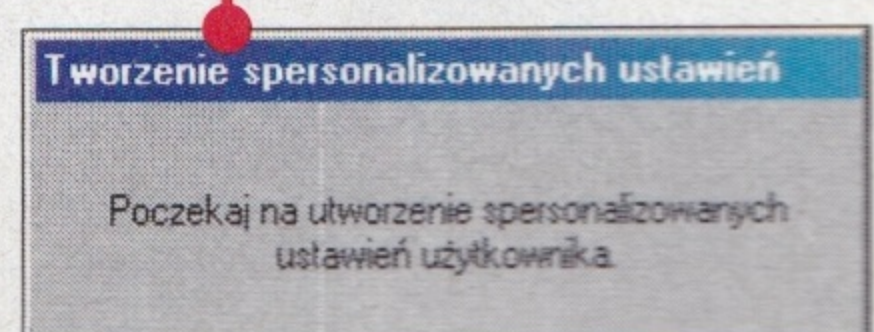 Tworzenie spersonalizowanych ustawień
Poczekaj na utworzenie spersonalizowanych
ustawień użytkownika.